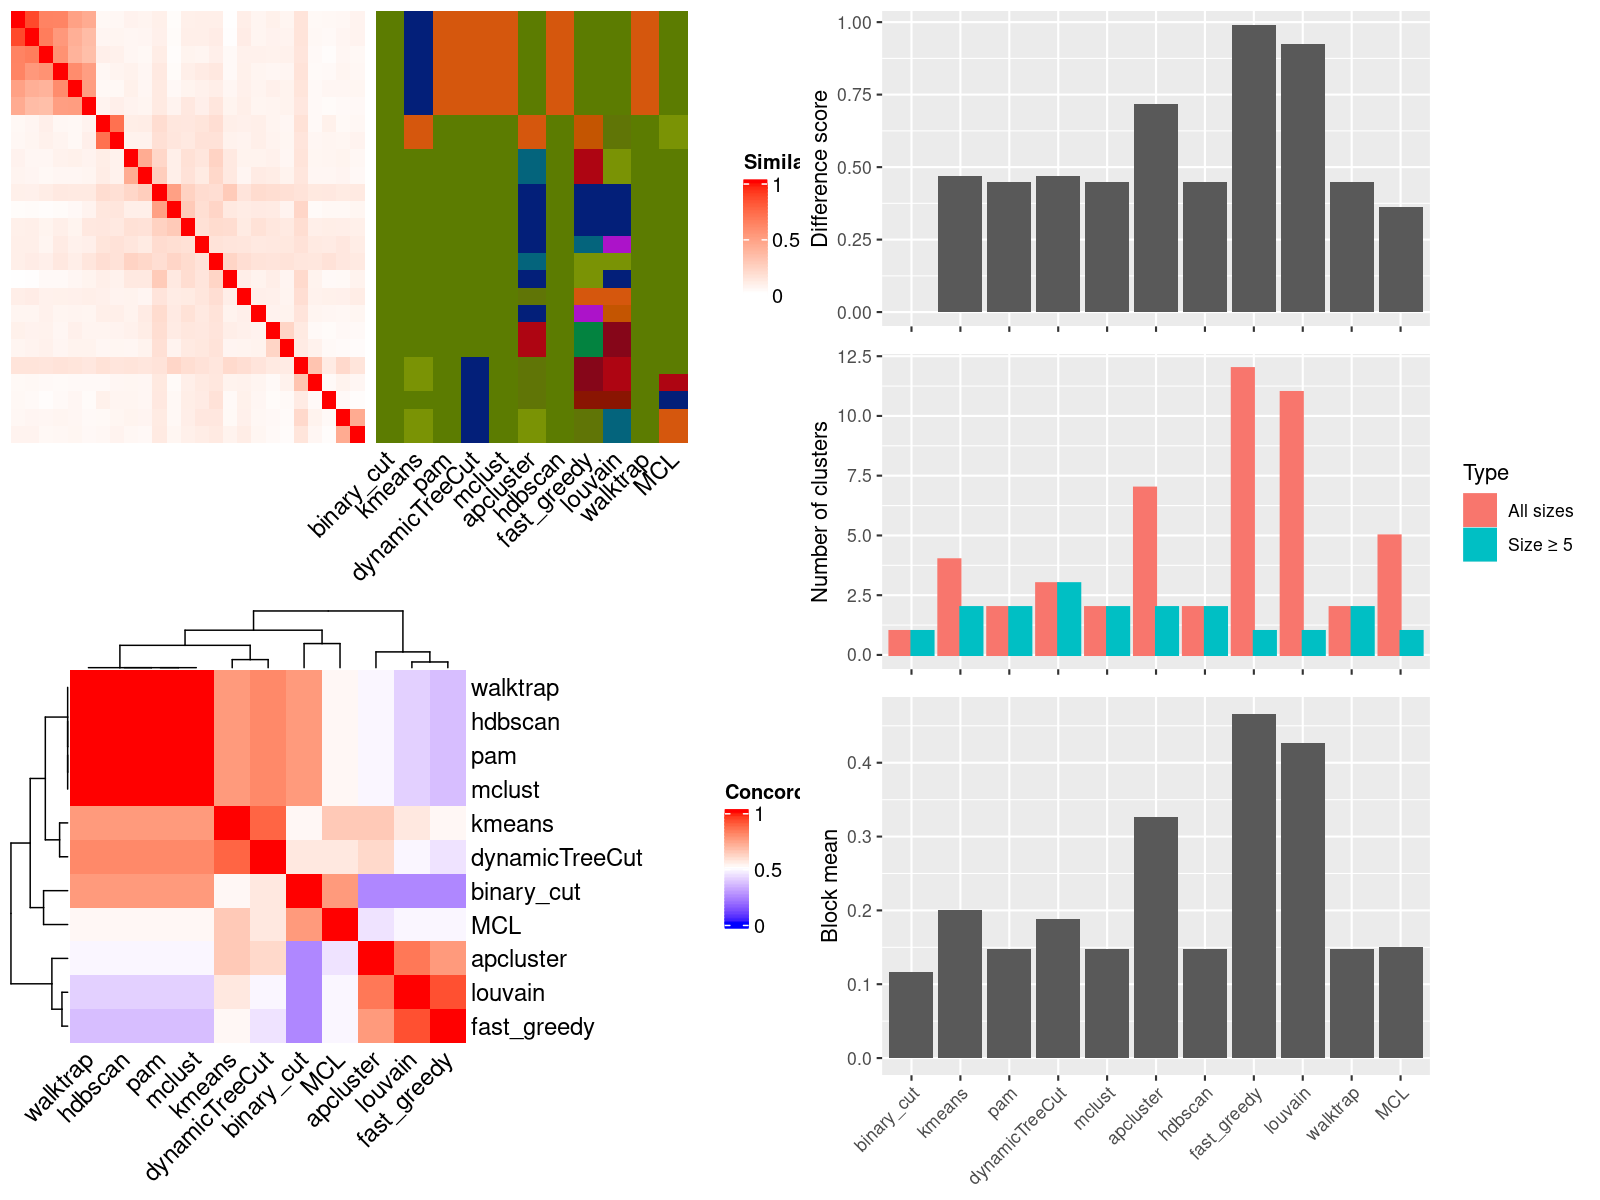 Simila
1
0.5
0
binary_cut
kmeans
pam
dynamicTreeCut
mclust
apcluster
hdbscan
fast_greedy
louvain
walktrap
MCL
walktrap
hdbscan
pam
mclust
kmeans
dynamicTreeCut
binary_cut
MCL
apcluster
louvain
fast_greedy
Concord
1
0.5
0
walktrap
hdbscan
pam
mclust
kmeans
dynamicTreeCut
binary_cut
MCL
apcluster
louvain
fast_greedy
Difference score
1.00
0.75
0.50
0.25
0.00
Number of clusters
12.5
10.0
7.5
5.0
2.5
0.0
Type
All sizes
Size ≥ 5
Block mean
0.4
0.3
0.2
0.1
0.0
binary_cut
kmeans
pam
dynamicTreeCut
mclust
apcluster
hdbscan
fast_greedy
louvain
walktrap
MCL